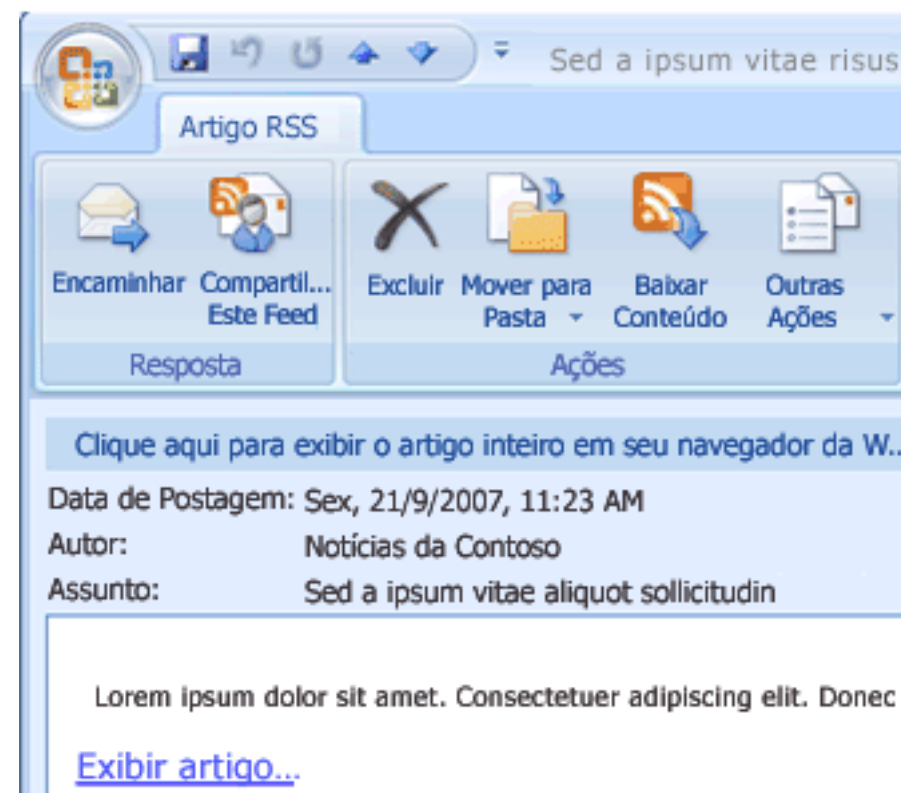 Sed a ipsum vitae risus
Artigo RSS
Encaminhar
Compartil...
Este Feed
Excluir
Mover para
Pasta
Baixar
Conteúdo
Outras
Ações
Resposta
Ações
Clique aqui para exibir o artigo inteiro em seu navegador da W..
Data de Postagem: Sex, 21/9/2007, 11:23 AM
Autor: Notícias da Contoso
Assunto: Sed a ipsum vitae aliquot sollicitudin
Lorem ipsum dolor sit amet. Consectetuer adipiscing elit. Donec
Exibir artigo...